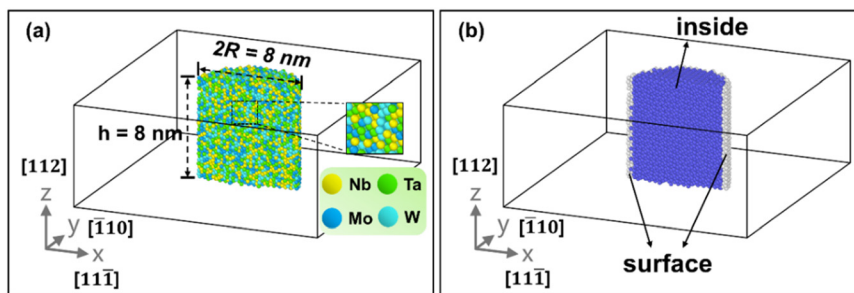 (a)
2R = 8 nm
h = 8 nm
[112]
z
y
[1̅10]
x
[111̅]
Nb
Ta
Mo
W
(b)
inside
[112]
z
y
[1̅10]
x
[111̅]
surface